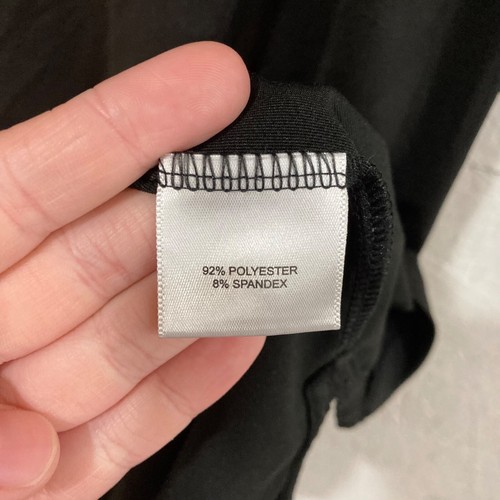 92% POLYESTER
8% SPANDEX